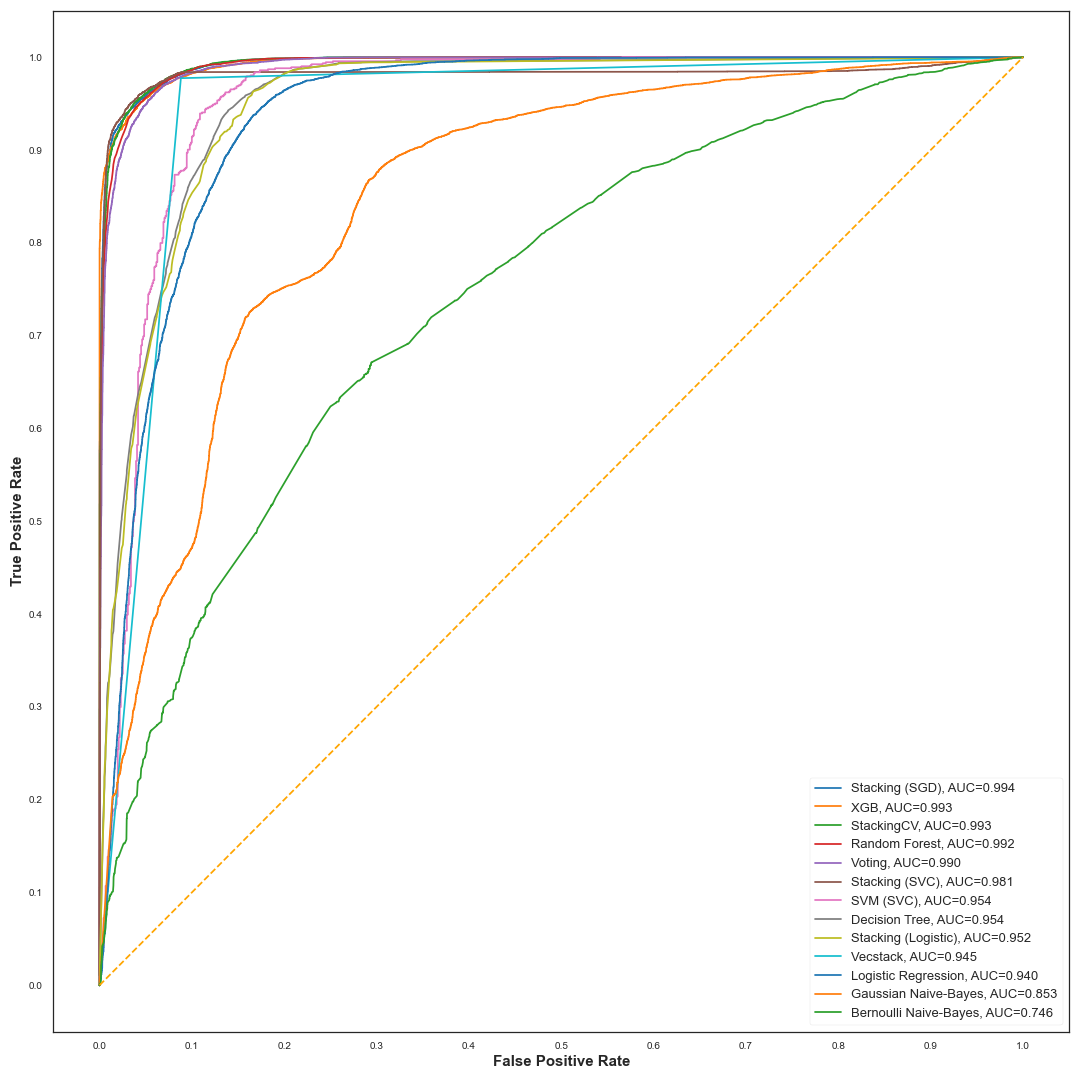 1.0
0.9
0.8
0.7
0.6
0.5
0.4
0.3
0.2
0.1
0.0
True Positive Rate
Stacking (SGD), AUC=0.994
XGB, AUC=0.993
StackingCV, AUC=0.993
Random Forest, AUC=0.992
Voting, AUC=0.990
Stacking (SVC), AUC=0.981
SVM (SVC), AUC=0.954
Decision Tree, AUC=0.954
Stacking (Logistic), AUC=0.952
Vecstack, AUC=0.945
Logistic Regression, AUC=0.940
Gaussian Naive-Bayes, AUC=0.853
Bernoulli Naive-Bayes, AUC=0.746
0.0 0.1 0.2 0.3 0.4 0.5 0.6 0.7 0.8 0.9 1.0
False Positive Rate